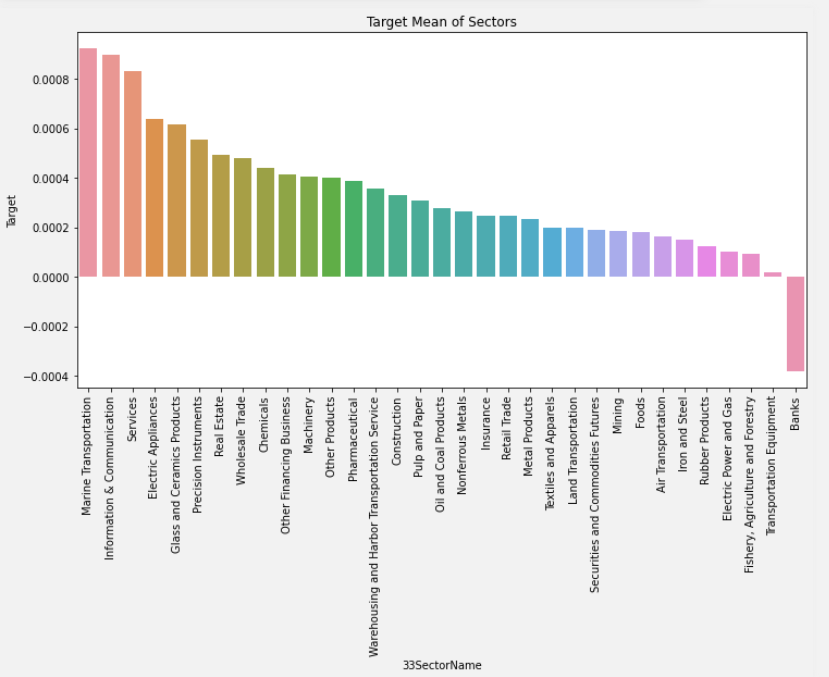 Target Mean of Sectors
Target
0.0008
0.0006
0.0004
0.0002
0.0000
−0.0002
−0.0004
Marine Transportation
Information & Communication
Services
Electric Appliances
Glass and Ceramics Products
Precision Instruments
Real Estate
Wholesale Trade
Chemicals
Other Financing Business
Machinery
Other Products
Pharmaceutical
Warehousing and Harbor Transportation Service
Construction
Pulp and Paper
Oil and Coal Products
Nonferrous Metals
Insurance
Retail Trade
Metal Products
Textiles and Apparels
Land Transportation
Securities and Commodities Futures
Mining
Foods
Air Transportation
Iron and Steel
Rubber Products
Electric Power and Gas
Fishery, Agriculture and Forestry
Transportation Equipment
Banks
33SectorName